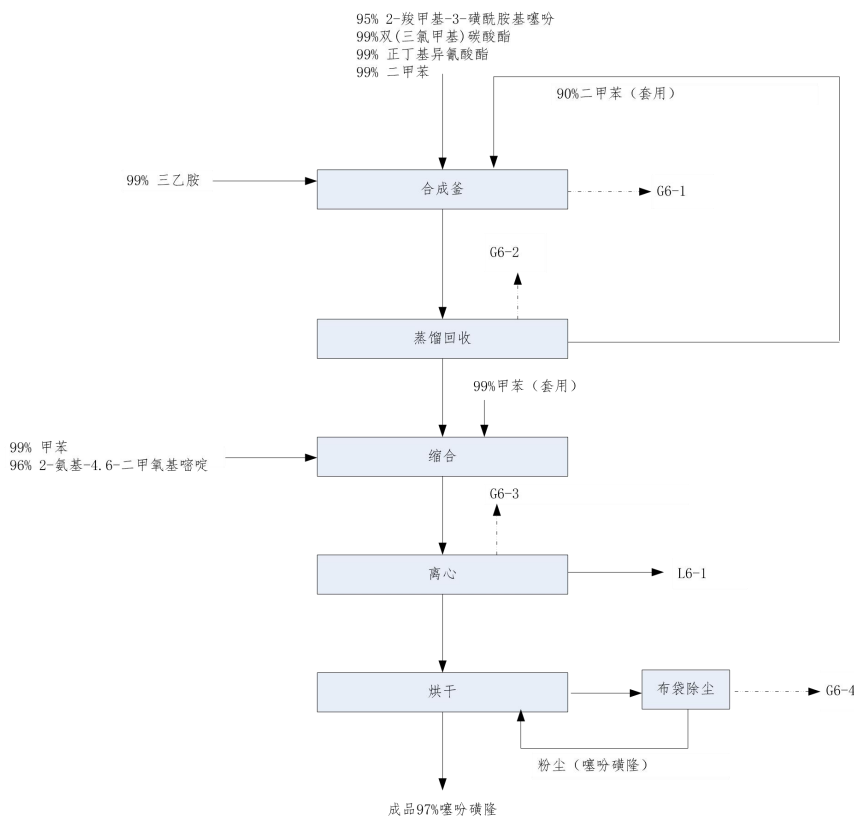 95% 2-羧甲基-3-磺酰胺基噻吩
99%双(三氯甲基)碳酸酯
99% 正丁基异氰酸酯
99% 二甲苯
90%二甲苯（套用）
99% 三乙胺
合成釜
G6-1
G6-2
蒸馏回收
99%甲苯（套用）
99% 甲苯
96% 2-氨基-4.6-二甲氧基嘧啶
缩合
G6-3
离心
L6-1
烘干
布袋除尘
G6-4
粉尘（噻吩磺隆）
成品97%噻吩磺隆